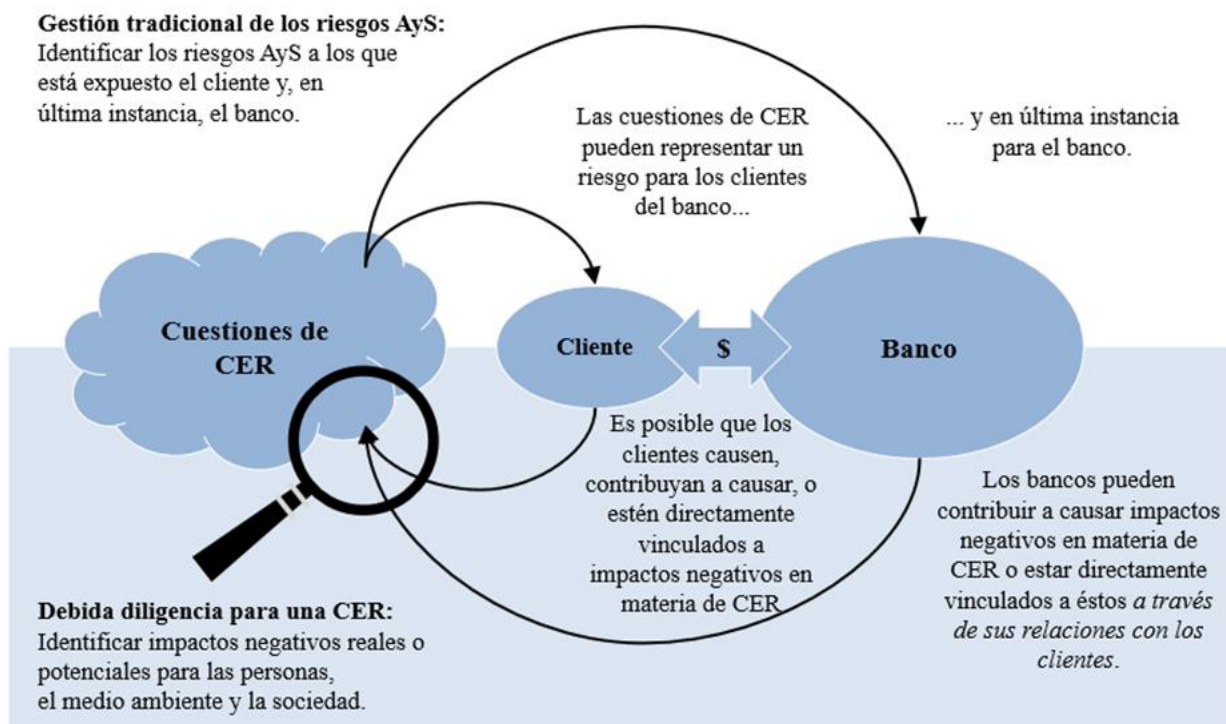 Gestión tradicional de los riesgos AyS:
Identificar los riesgos AyS a los que
está expuesto el cliente y, en
última instancia, el banco.
Las cuestiones de CER
pueden representar un
riesgo para los clientes
del banco...
... y en última instancia
para el banco.
Cuestiones de
CER
Cliente
$
Banco
Es posible que los
clientes causen,
contribuyan a causar, o
estén directamente
vinculados a
impactos negativos en
materia de CER
Los bancos pueden
contribuir a causar impactos
negativos en materia de
CER o estar directamente
vinculados a éstos a través
de sus relaciones con los
clientes.
Debida diligencia para una CER:
Identificar impactos negativos reales o
potenciales para las personas,
el medio ambiente y la sociedad.